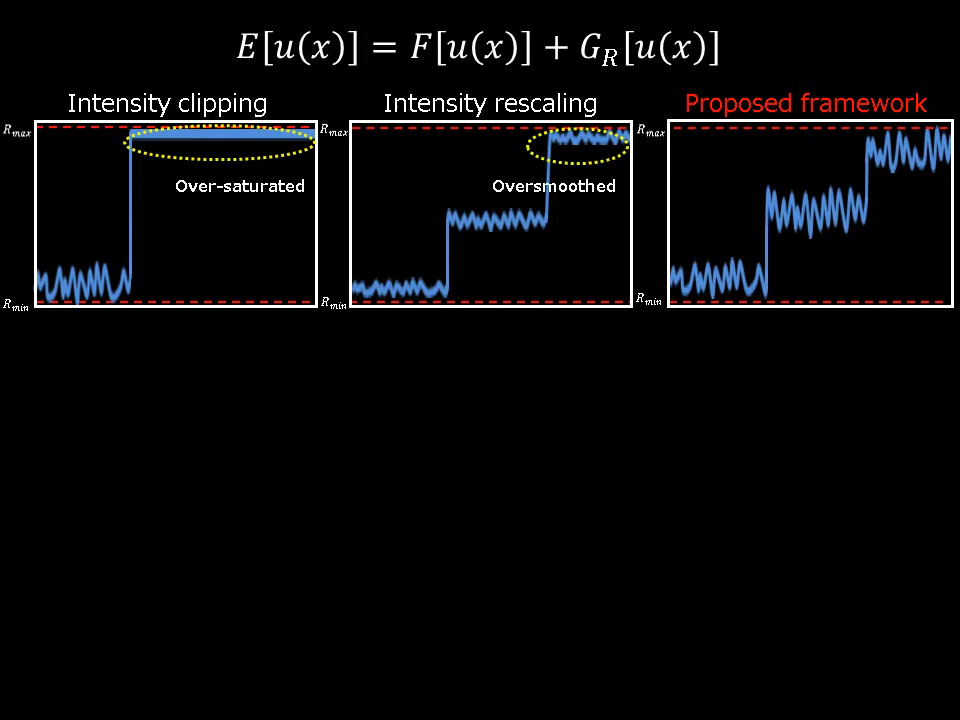 E[u(x)] = F[u(x)] + G_R[u(x)]
Intensity clipping
Intensity rescaling
Proposed framework
R_max
R_max
R_max
Over-saturated
Oversmoothed
R_min
R_min
R_min